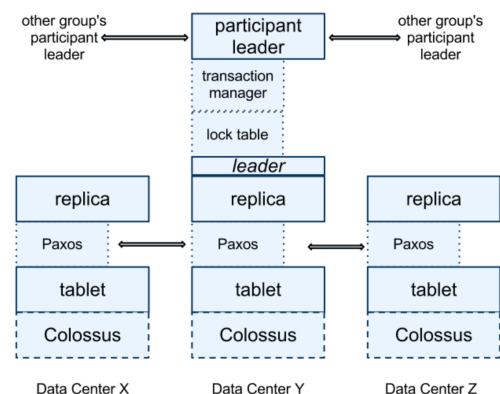 other group's
participant
leader
participant
leader
other group's
participant
leader
transaction
manager
lock table
leader
replica
replica
replica
Paxos
Paxos
Paxos
tablet
tablet
tablet
Colossus
Colossus
Colossus
Data Center X
Data Center Y
Data Center Z